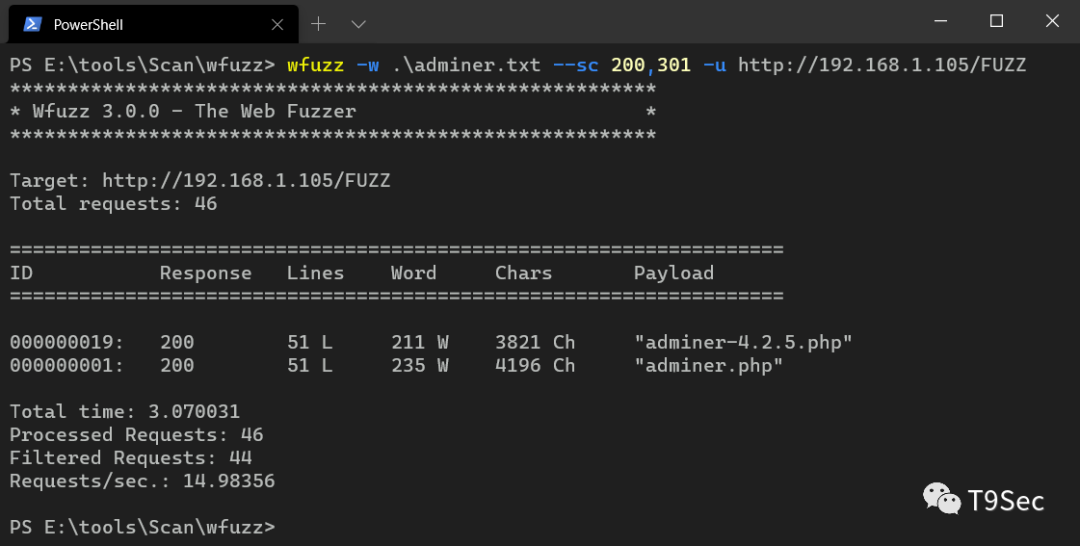 PowerShell
PS E:\tools\Scan\wfuzz> wfuzz -w .\adminer.txt --sc 200,301 -u http://192.168.1.105/FUZZ
********************************************************
* Wfuzz 3.0.0 - The Web Fuzzer                         *
********************************************************
Target: http://192.168.1.105/FUZZ
Total requests: 46
===================================================================
ID           Response   Lines    Word     Chars       Payload
===================================================================
000000019:   200        51 L     211 W    3821 Ch     "adminer-4.2.5.php"
000000001:   200        51 L     235 W    4196 Ch     "adminer.php"
Total time: 3.070031
Processed Requests: 46
Filtered Requests: 44
Requests/sec.: 14.98356
PS E:\tools\Scan\wfuzz>
T9Sec